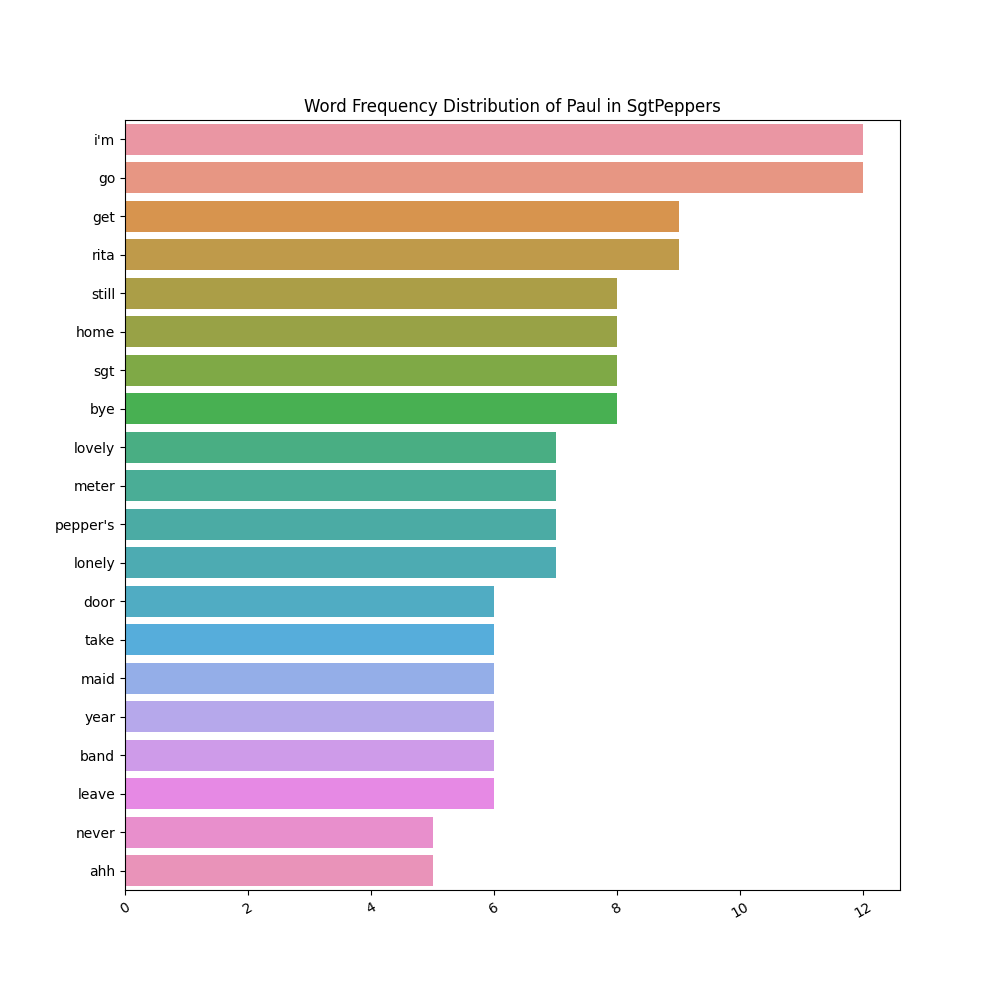 Word Frequency Distribution of Paul in SgtPeppers
i'm
go
get
rita
still
home
sgt
bye
lovely
meter
pepper's
lonely
door
take
maid
year
band
leave
never
ahh
0 2 4 6 8 10 12